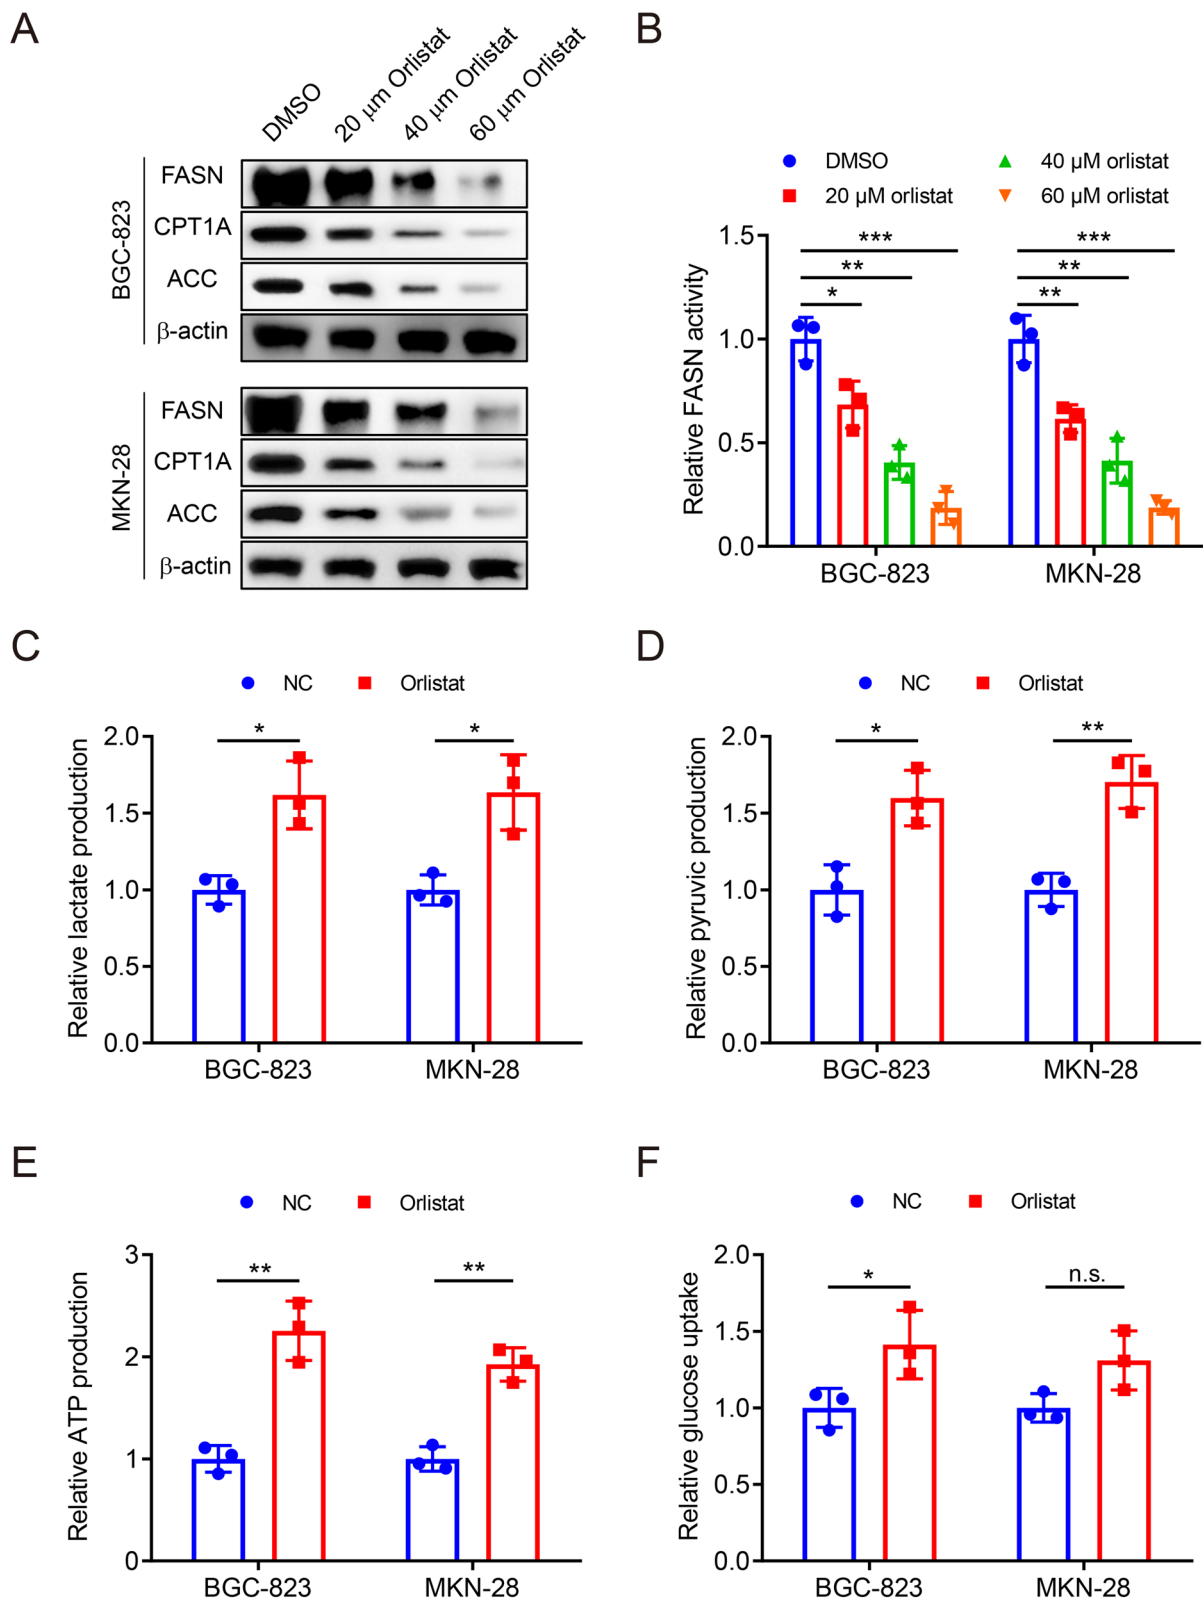 A
DMSO
20 μm Orlistat
40 μm Orlistat
60 μm Orlistat
BGC-823
FASN
CPT1A
ACC
β-actin
MKN-28
FASN
CPT1A
ACC
β-actin
B
DMSO
20 μM orlistat
40 μM orlistat
60 μM orlistat
Relative FASN activity
1.5
1.0
0.5
0.0
***
**
*
***
**
**
BGC-823
MKN-28
C
NC
Orlistat
Relative lactate production
2.0
1.5
1.0
0.5
0.0
*
*
BGC-823
MKN-28
D
NC
Orlistat
Relative pyruvic production
2.0
1.5
1.0
0.5
0.0
*
**
BGC-823
MKN-28
E
NC
Orlistat
Relative ATP production
3
2
1
0
**
**
BGC-823
MKN-28
F
NC
Orlistat
Relative glucose uptake
2.0
1.5
1.0
0.5
0.0
*
n.s.
BGC-823
MKN-28